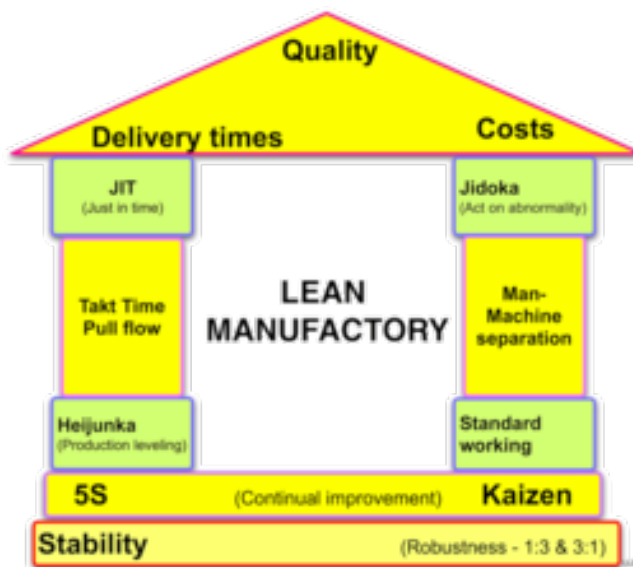 Quality
Delivery times
Costs
JIT
(Just in time)
Jidoka
(Act on abnormality)
Takt Time
Pull flow
LEAN
MANUFACTORY
Man-
Machine
separation
Heijunka
(Production leveling)
Standard
working
5S (Continual improvement) Kaizen
Stability (Robustness - 1:3 & 3:1)